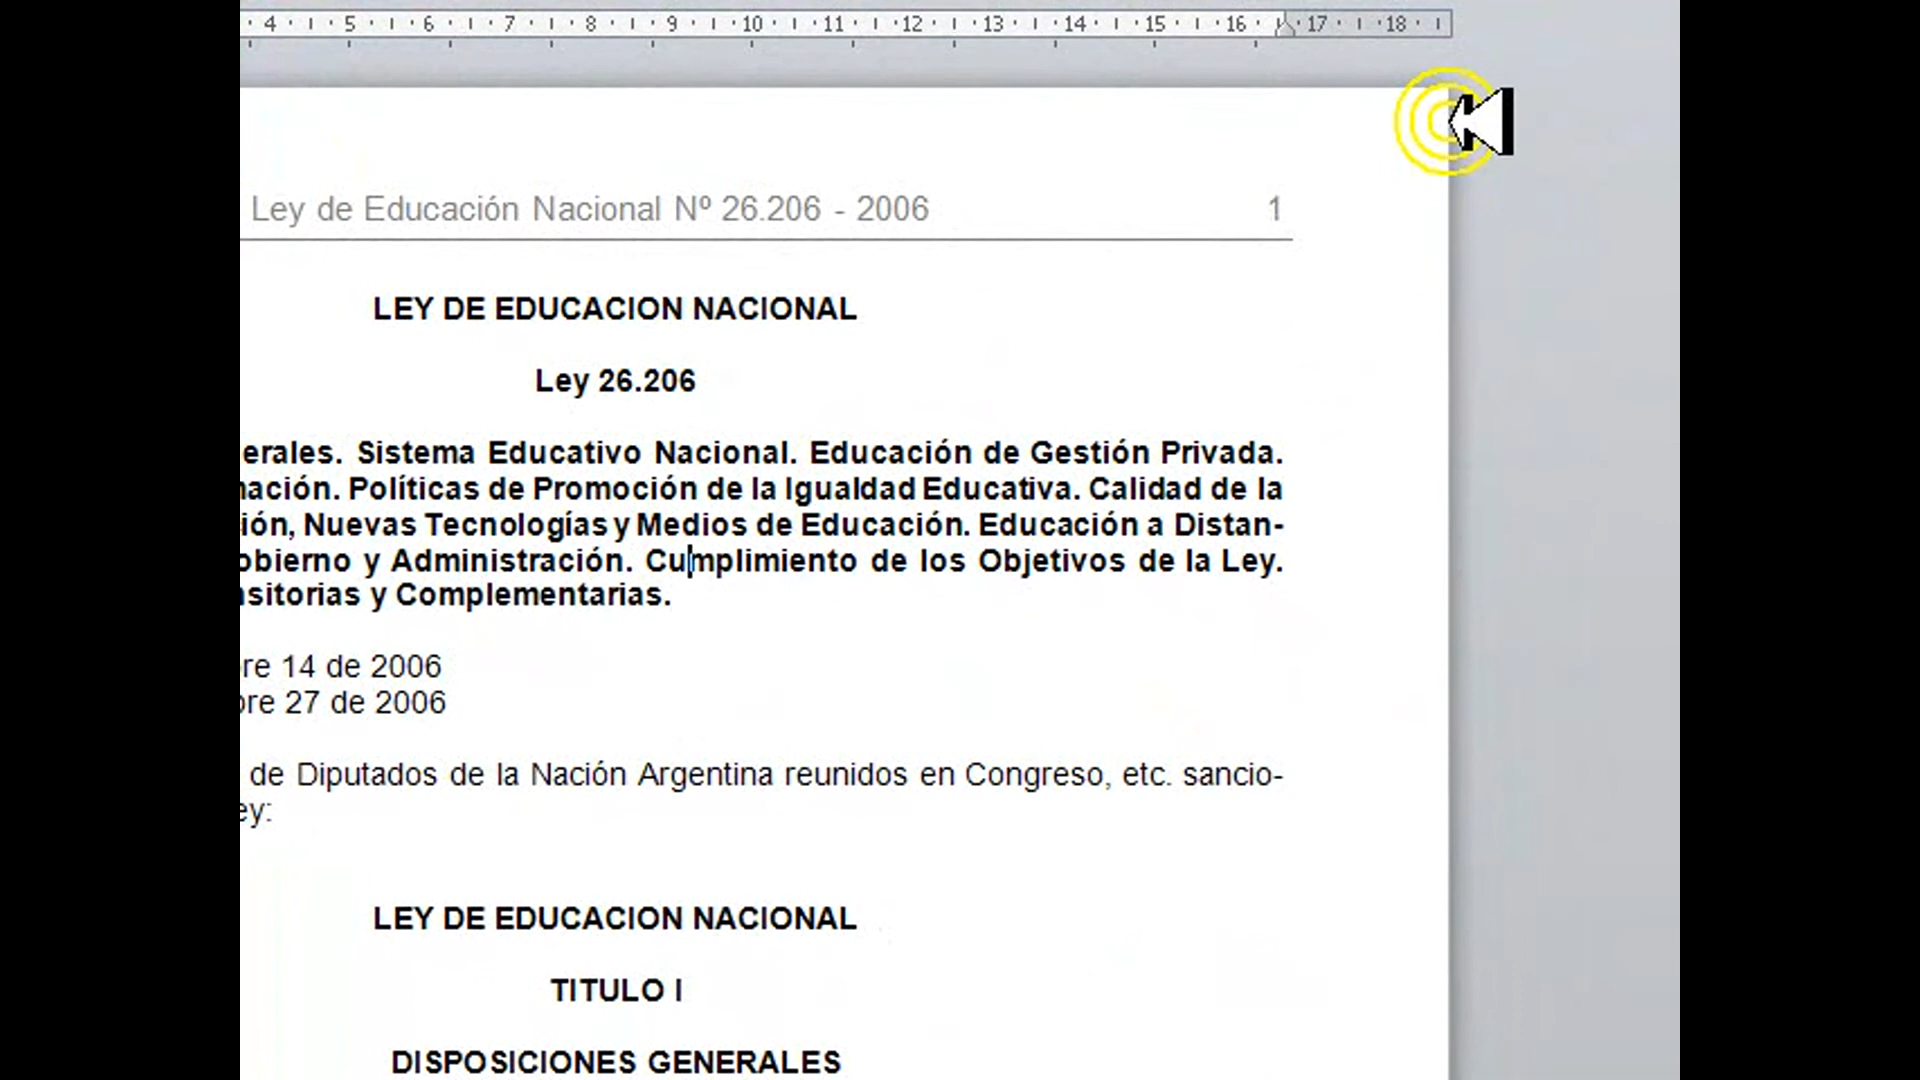 4 5 6 7 8 9 10 11 12 13 14 15 16 17 18
Ley de Educación Nacional Nº 26.206 - 2006 1
LEY DE EDUCACION NACIONAL
Ley 26.206
erales. Sistema Educativo Nacional. Educación de Gestión Privada.
mación. Políticas de Promoción de la Igualdad Educativa. Calidad de la
ión, Nuevas Tecnologías y Medios de Educación. Educación a Distan-
obierno y Administración. Cumplimiento de los Objetivos de la Ley.
nsitorias y Complementarias.
re 14 de 2006
bre 27 de 2006
de Diputados de la Nación Argentina reunidos en Congreso, etc. sancio-
ey:
LEY DE EDUCACION NACIONAL
TITULO I
DISPOSICIONES GENERALES